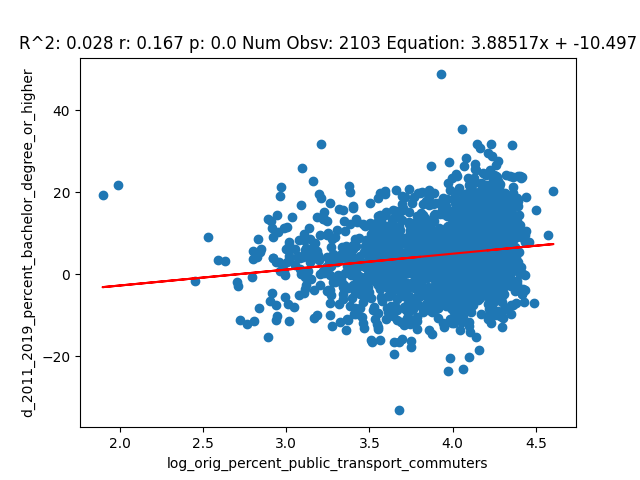 R^2: 0.028 r: 0.167 p: 0.0 Num Obsv: 2103 Equation: 3.88517x + -10.497
d_2011_2019_percent_bachelor_degree_or_higher
40
20
0
−20
2.0 2.5 3.0 3.5 4.0 4.5
log_orig_percent_public_transport_commuters